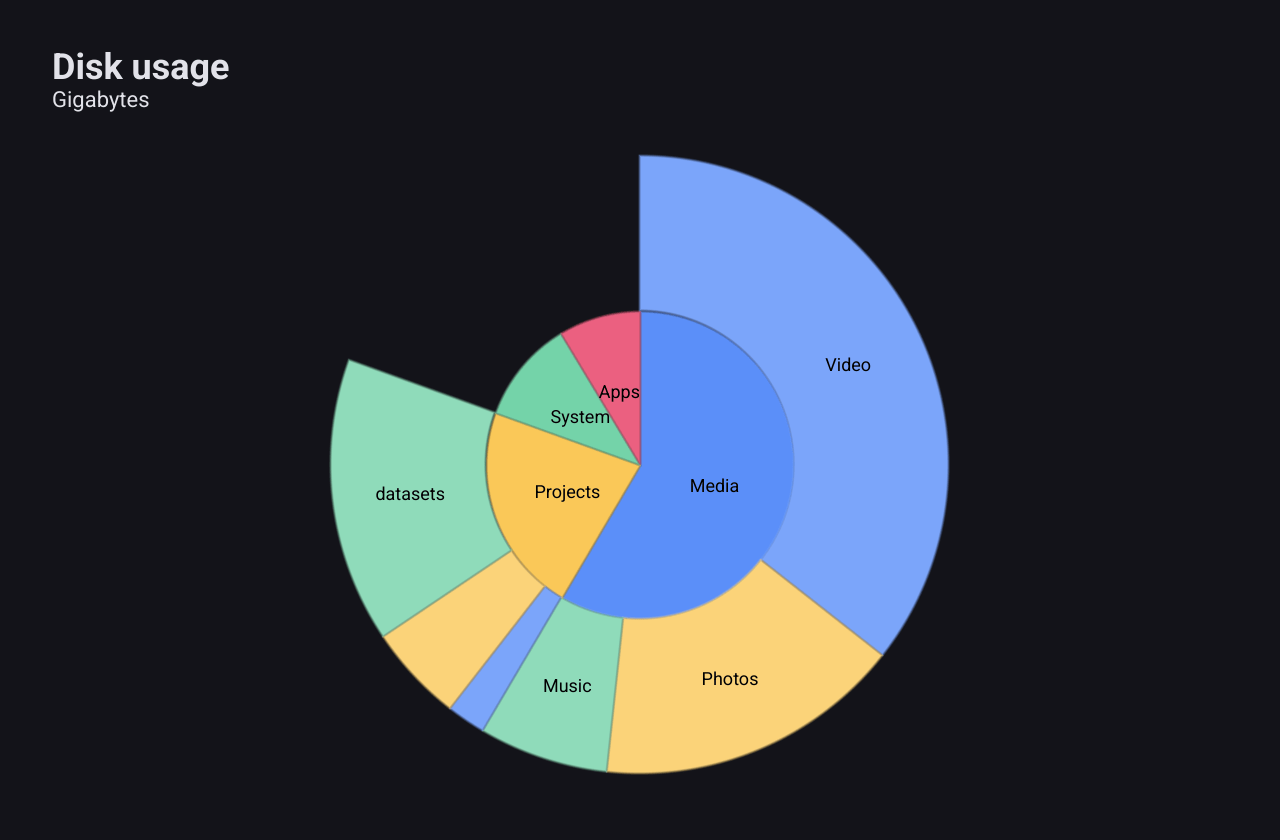 Disk usage
Gigabytes
Video
Apps
System
Media
Projects
datasets
Photos
Music